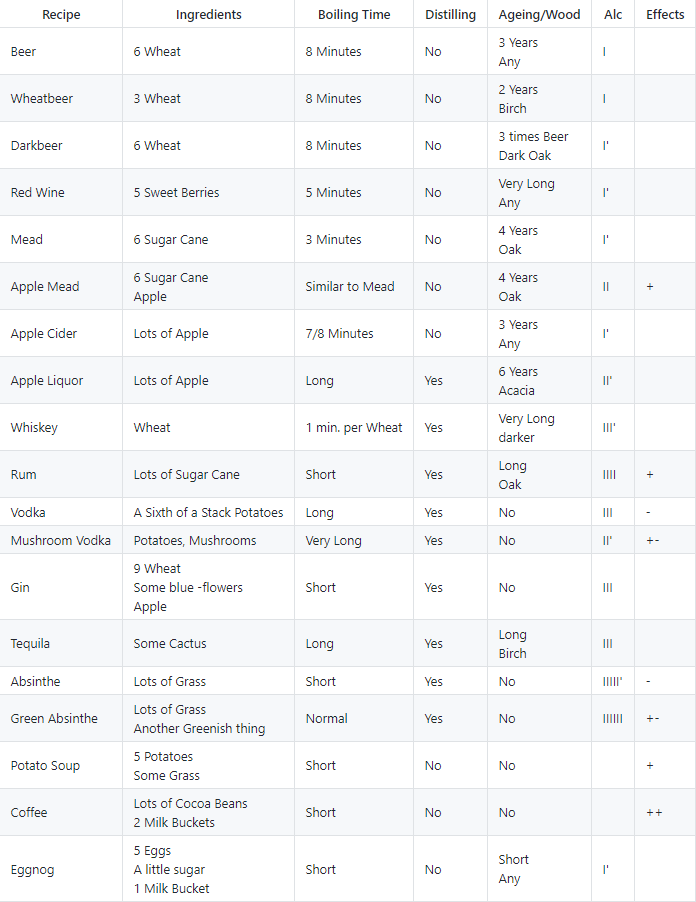 Recipe Ingredients Boiling Time Distilling Ageing/Wood Alc Effects
Beer 6 Wheat 8 Minutes No 3 Years I
Any
Wheatbeer 3 Wheat 8 Minutes No 2 Years I
Birch
Darkbeer 6 Wheat 8 Minutes No 3 times Beer I'
Dark Oak
Red Wine 5 Sweet Berries 5 Minutes No Very Long I'
Any
Mead 6 Sugar Cane 3 Minutes No 4 Years I'
Oak
Apple Mead 6 Sugar Cane Similar to Mead No 4 Years II +
Apple Oak
Apple Cider Lots of Apple 7/8 Minutes No 3 Years I'
Any
Apple Liquor Lots of Apple Long Yes 6 Years II'
Acacia
Whiskey Wheat 1 min. per Wheat Yes Very Long III'
darker
Rum Lots of Sugar Cane Short Yes Long IIII +
Oak
Vodka A Sixth of a Stack Potatoes Long Yes No III -
Mushroom Vodka Potatoes, Mushrooms Very Long Yes No II' +-
Gin 9 Wheat Short Yes No III
Some blue -flowers
Apple
Tequila Some Cactus Long Yes Long III
Birch
Absinthe Lots of Grass Short Yes No IIIII' -
Green Absinthe Lots of Grass Normal Yes No IIIIII +-
Another Greenish thing
Potato Soup 5 Potatoes Short No No +
Some Grass
Coffee Lots of Cocoa Beans Short No No ++
2 Milk Buckets
Eggnog 5 Eggs Short No Short I'
A little sugar Any
1 Milk Bucket